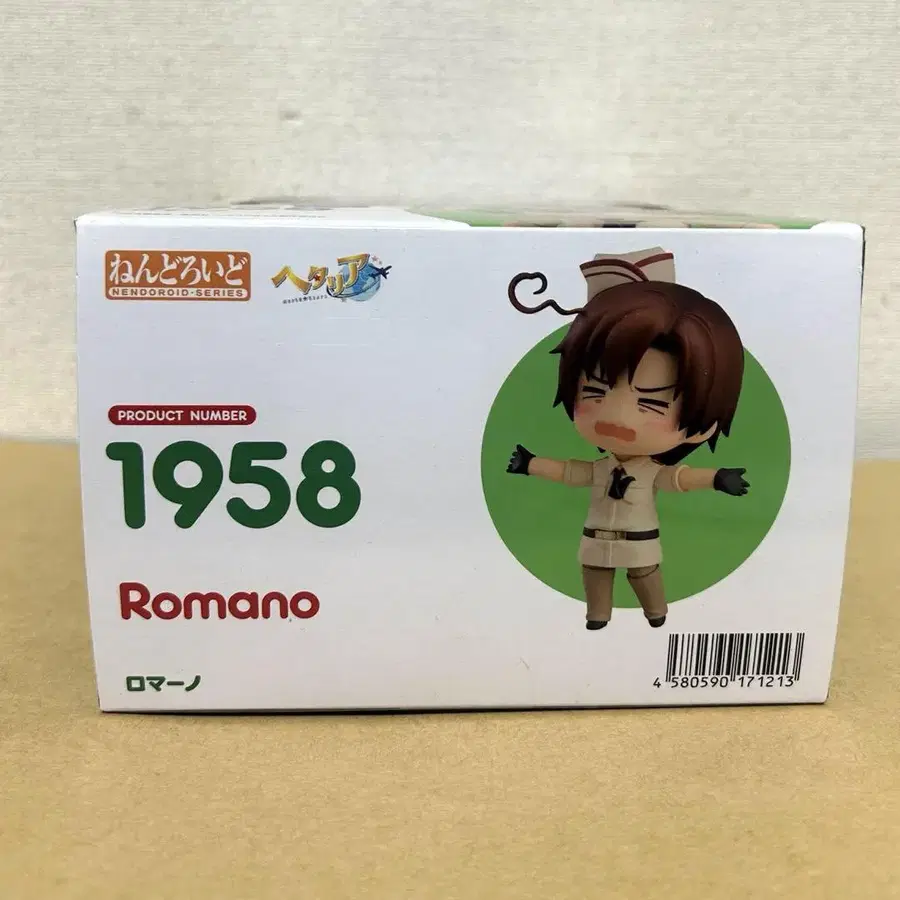 ねんどろいど
NENDOROID·SERIES
ヘタリア
PRODUCT NUMBER
1958
Romano
ロマーノ
4 580590 171213